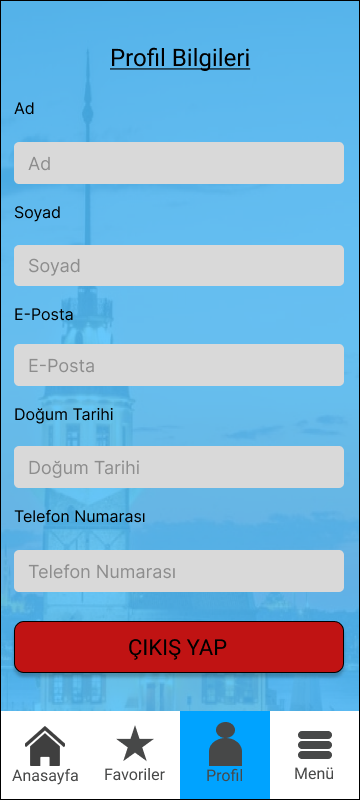 Profil Bilgileri
Ad
Ad
Soyad
Soyad
E-Posta
E-Posta
Doğum Tarihi
Doğum Tarihi
Telefon Numarası
Telefon Numarası
ÇIKIŞ YAP
Anasayfa
Favoriler
Profil
Menü